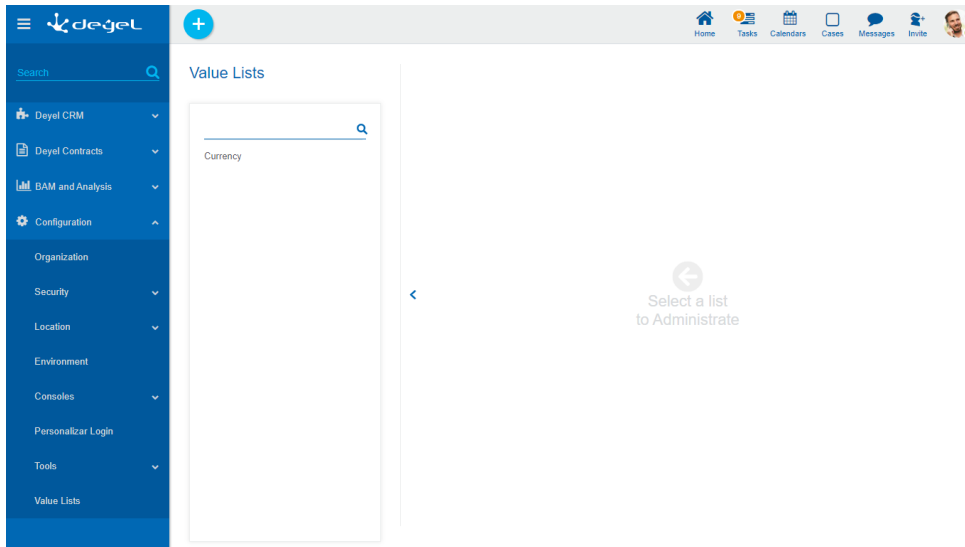 deyel
9
Home
Tasks
Calendars
Cases
Messages
Invite
Search
Deyel CRM
Deyel Contracts
BAM and Analysis
Configuration
Organization
Security
Location
Environment
Consoles
Personalizar Login
Tools
Value Lists
Value Lists
Currency
Select a list
to Administrate